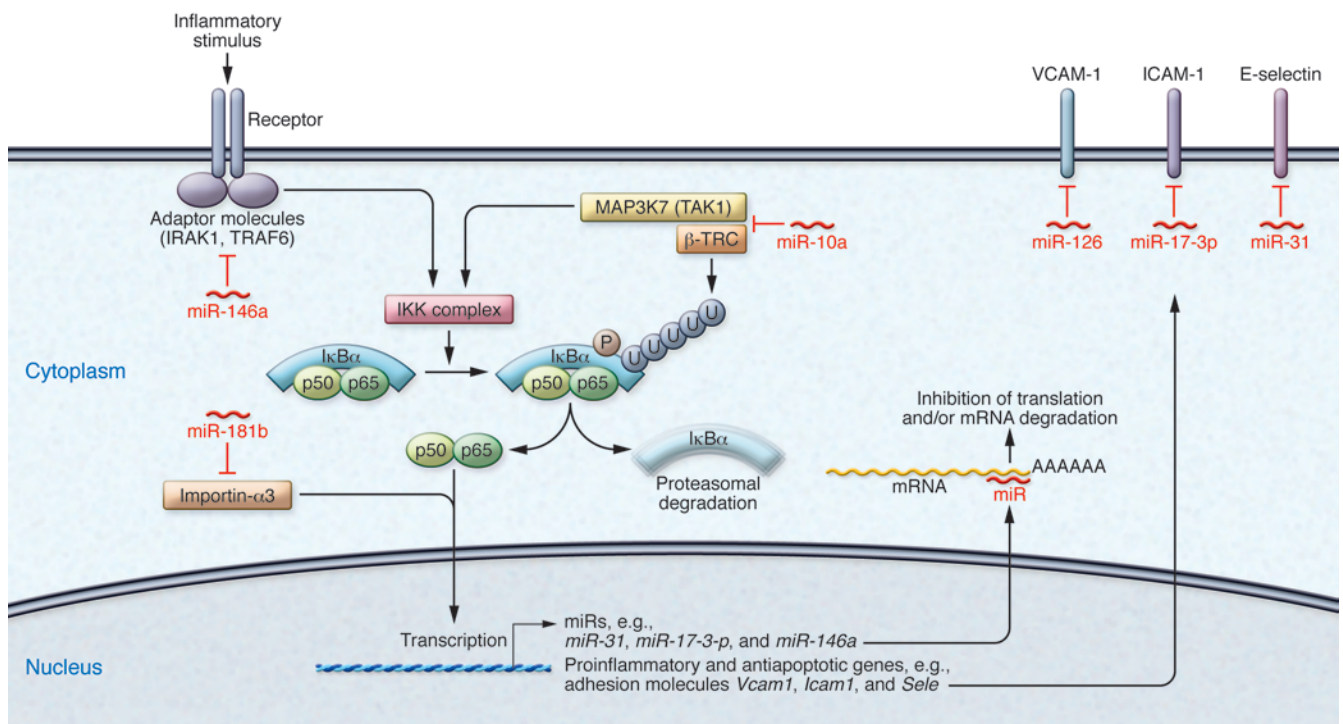 Inflammatory
stimulus
Receptor
VCAM-1
ICAM-1
E-selectin
Adaptor molecules
(IRAK1, TRAF6)
MAP3K7 (TAK1)
β-TRC
miR-10a
miR-126
miR-17-3p
miR-31
miR-146a
IKK complex
P
U U U U U
Cytoplasm
IκBα
p50 p65
IκBα
p50 p65
miR-181b
p50 p65
IκBα
Proteasomal
degradation
Inhibition of translation
and/or mRNA degradation
AAAAAA
mRNA
miR
Importin-α3
Transcription
miRs, e.g.,
miR-31, miR-17-3-p, and miR-146a
Nucleus
Proinflammatory and antiapoptotic genes, e.g.,
adhesion molecules Vcam1, Icam1, and Sele